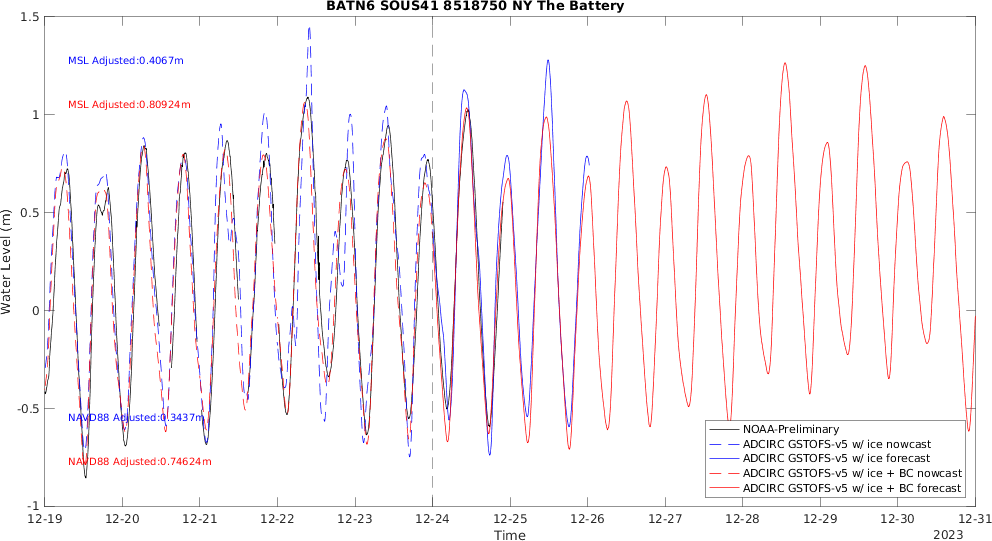 BATN6 SOUS41 8518750 NY The Battery
1.5
MSL Adjusted:0.4067m
MSL Adjusted:0.80924m
1
0.5
Water Level (m)
0
-0.5
NAVD88 Adjusted:0.3437m
NAVD88 Adjusted:0.74624m
-1
NOAA-Preliminary
ADCIRC GSTOFS-v5 w/ ice nowcast
ADCIRC GSTOFS-v5 w/ ice forecast
ADCIRC GSTOFS-v5 w/ ice + BC nowcast
ADCIRC GSTOFS-v5 w/ ice + BC forecast
12-19 12-20 12-21 12-22 12-23 12-24 12-25 12-26 12-27 12-28 12-29 12-30 12-31
Time
2023